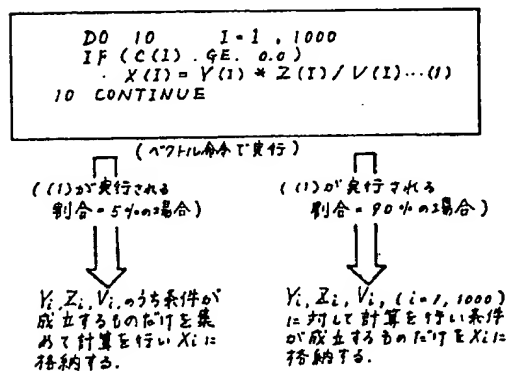 DO 10 I=1, 1000
IF (C(I) .GE. 0.0)
· X(I) = Y(I) * Z(I) / V(I)…(1)
10 CONTINUE
(ベクトル命令で実行)
((1)が実行される
割合=5%の場合)
((1)が実行される
割合=90%の場合)
Yi, Zi, Vi, のうち条件が
成立するものだけを集
めて計算を行いXiに
格納する.
Yi, Zi, Vi, (i=1, 1000)
に対して計算を行い条件
が成立するものだけをXiに
格納する.